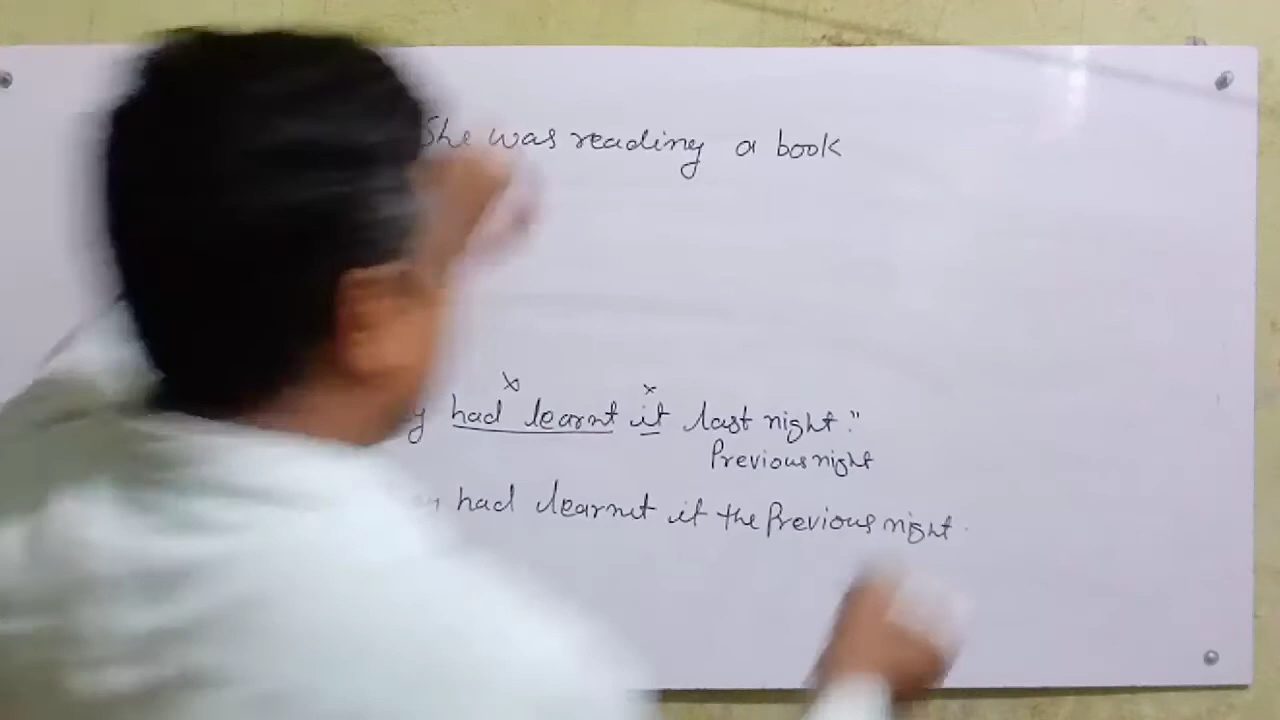 She was reading a book
had learnt it last night."
Previous night
had learnt it the Previous night.